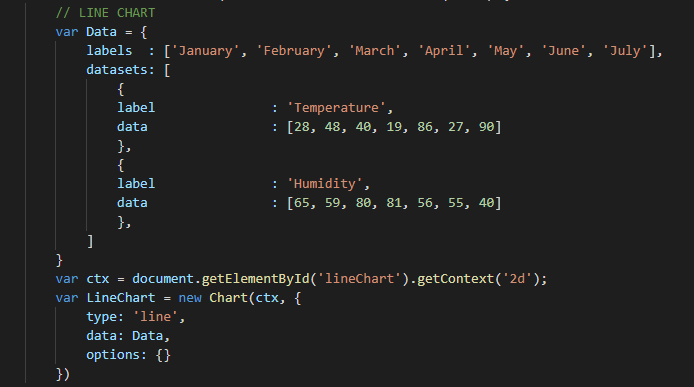 // LINE CHART
var Data = {
labels  : ['January', 'February', 'March', 'April', 'May', 'June', 'July'],
datasets: [
{
label               : 'Temperature',
data                : [28, 48, 40, 19, 86, 27, 90]
},
{
label               : 'Humidity',
data                : [65, 59, 80, 81, 56, 55, 40]
},
]
}
var ctx = document.getElementById('lineChart').getContext('2d');
var LineChart = new Chart(ctx, {
type: 'line',
data: Data,
options: {}
})